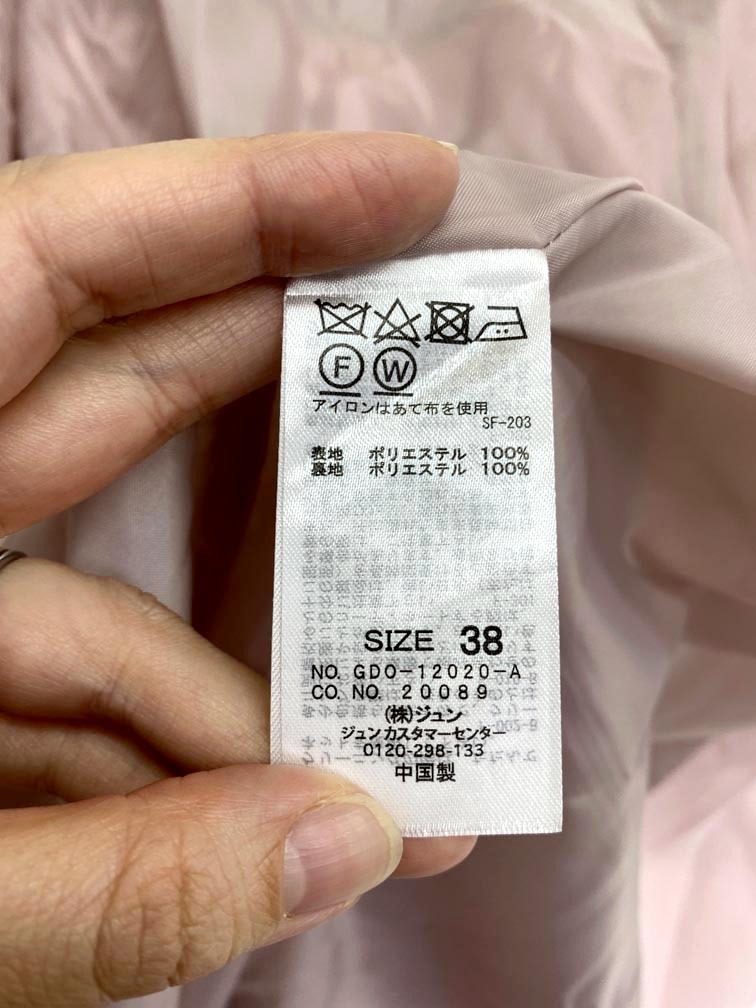 F W
アイロンはあて布を使用
SF-203
表地 ポリエステル 100%
裏地 ポリエステル 100%
SIZE 38
NO. GDO-12020-A
CO. NO. 20089
(株)ジュン
ジュンカスタマーセンター
0120-298-133
中国製